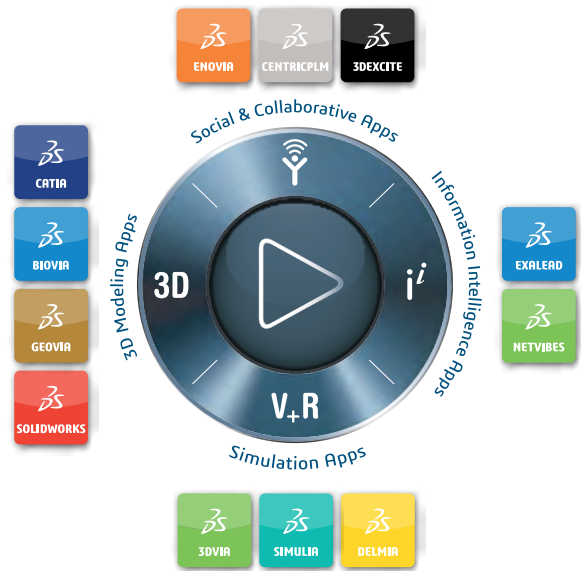 ENOVIA
CENTRICPLM
3DEXCITE
Social & Collaborative Apps
CATIA
BIOVIA
GEOVIA
SOLIDWORKS
3D Modeling Apps
3D
Information Intelligence Apps
i i
EXALEAD
NETVIBES
V+R
Simulation Apps
3DVIA
SIMULIA
DELMIA